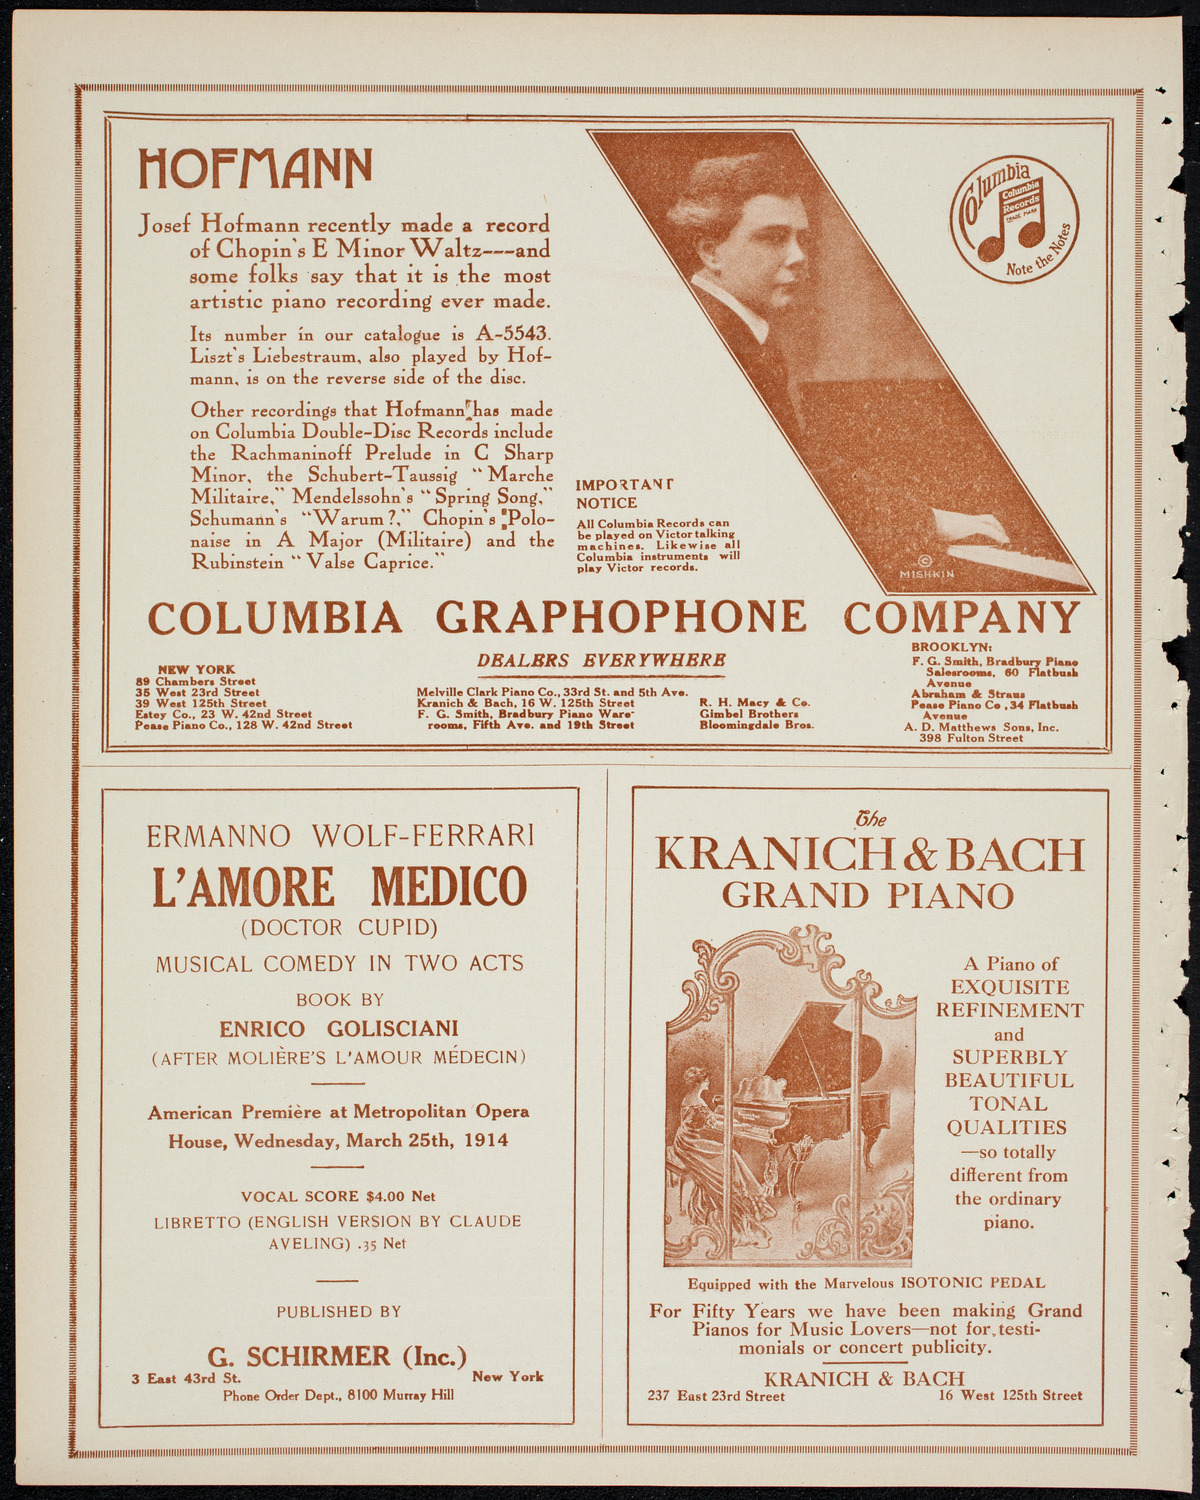 HOFMANN
Josef Hofmann recently made a record
of Chopin's E Minor Waltz---and
some folks say that it is the most
artistic piano recording ever made.
Its number in our catalogue is A-5543.
Liszt's Liebestraum, also played by Hof-
mann, is on the reverse side of the disc.
Other recordings that Hofmann has made
on Columbia Double-Disc Records include
the Rachmaninoff Prelude in C Sharp
Minor, the Schubert-Taussig "Marche
Militaire," Mendelssohn's "Spring Song,"
Schumann's "Warum?," Chopin's "Polo-
naise in A Major (Militaire) and the
Rubinstein "Valse Caprice."
IMPORTANT
NOTICE
All Columbia Records can
be played on Victor talking
machines. Likewise all
Columbia instruments will
play Victor records.
© MISHKIN
Columbia
Columbia
Records
TRADE MARK
Note the Notes
COLUMBIA GRAPHOPHONE COMPANY
DEALERS EVERYWHERE
NEW YORK
89 Chambers Street
35 West 23rd Street
39 West 125th Street
Estey Co., 23 W. 42nd Street
Pease Piano Co., 128 W. 42nd Street
Melville Clark Piano Co., 33rd St. and 5th Ave.
Kranich & Bach, 16 W. 125th Street
F. G. Smith, Bradbury Piano Ware-
rooms, Fifth Ave. and 19th Street
R. H. Macy & Co.
Gimbel Brothers
Bloomingdale Bros.
BROOKLYN:
F. G. Smith, Bradbury Piano
Salesrooms, 60 Flatbush
Avenue
Abraham & Straus
Pease Piano Co., 34 Flatbush
Avenue
A. D. Matthews Sons, Inc.
398 Fulton Street
ERMANNO WOLF-FERRARI
L'AMORE MEDICO
(DOCTOR CUPID)
MUSICAL COMEDY IN TWO ACTS
BOOK BY
ENRICO GOLISCIANI
(AFTER MOLIÈRE'S L'AMOUR MÉDECIN)
American Première at Metropolitan Opera
House, Wednesday, March 25th, 1914
VOCAL SCORE $4.00 Net
LIBRETTO (ENGLISH VERSION BY CLAUDE
AVELING) .35 Net
PUBLISHED BY
G. SCHIRMER (Inc.)
3 East 43rd St. New York
Phone Order Dept., 8100 Murray Hill
The
KRANICH & BACH
GRAND PIANO
A Piano of
EXQUISITE
REFINEMENT
and
SUPERBLY
BEAUTIFUL
TONAL
QUALITIES
—so totally
different from
the ordinary
piano.
Equipped with the Marvelous ISOTONIC PEDAL
For Fifty Years we have been making Grand
Pianos for Music Lovers—not for testi-
monials or concert publicity.
KRANICH & BACH
237 East 23rd Street 16 West 125th Street